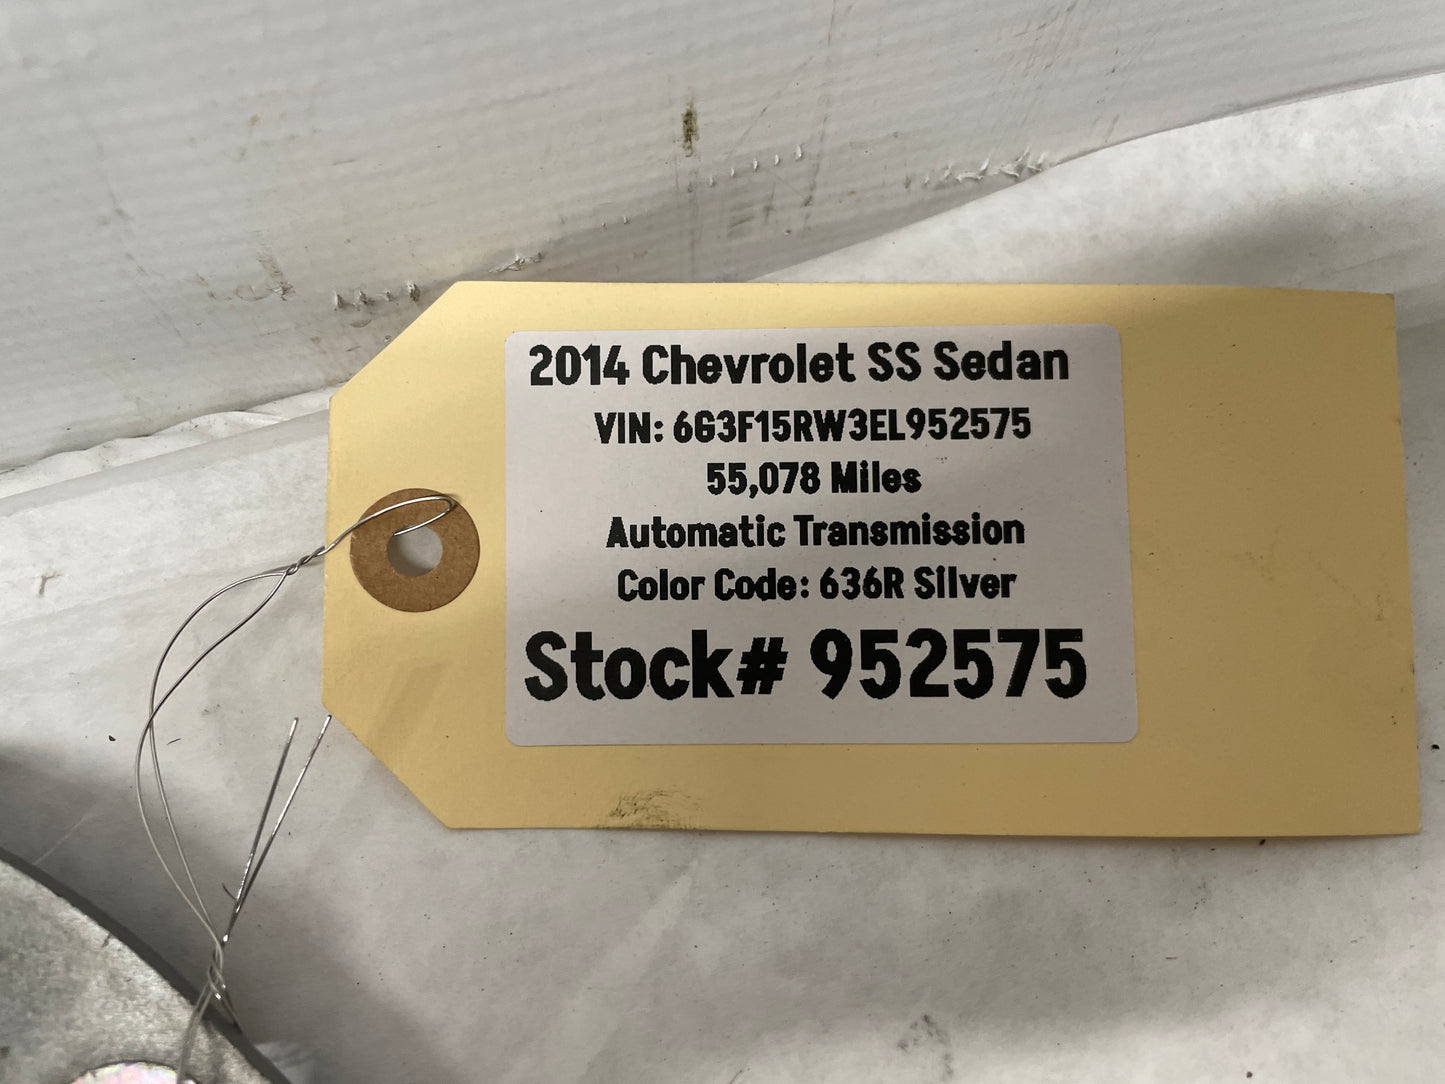 2014 Chevrolet SS Sedan
VIN: 6G3F15RW3EL952575
55,078 Miles
Automatic Transmission
Color Code: 636R Silver
Stock# 952575